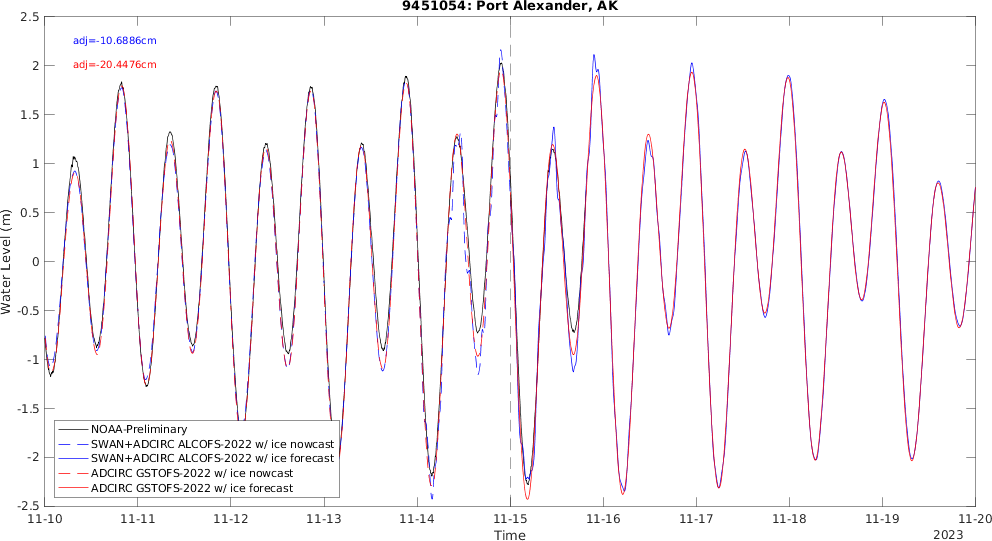 9451054: Port Alexander, AK
adj=-10.6886cm
adj=-20.4476cm
Water Level (m)
2.5
2
1.5
1
0.5
0
-0.5
-1
-1.5
-2
-2.5
NOAA-Preliminary
SWAN+ADCIRC ALCOFS-2022 w/ ice nowcast
SWAN+ADCIRC ALCOFS-2022 w/ ice forecast
ADCIRC GSTOFS-2022 w/ ice nowcast
ADCIRC GSTOFS-2022 w/ ice forecast
11-10 11-11 11-12 11-13 11-14 11-15 11-16 11-17 11-18 11-19 11-20
Time
2023